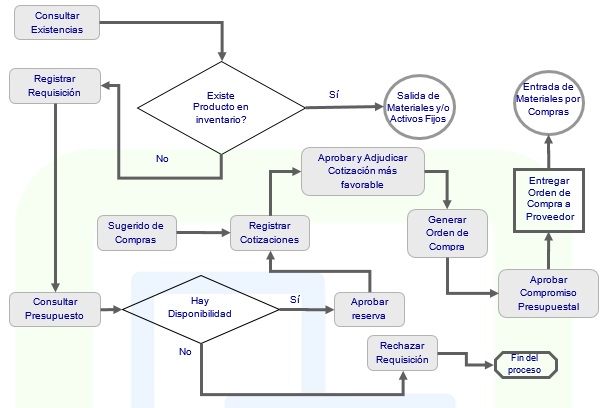 Consultar
Existencias
Registrar
Requisición
Existe
Producto en
inventario?
Sí
Salida de
Materiales y/o
Activos Fijos
Entrada de
Materiales por
Compras
No
Aprobar y Adjudicar
Cotización más
favorable
Entregar
Orden de
Compra a
Proveedor
Sugerido de
Compras
Registrar
Cotizaciones
Generar
Orden de
Compra
Consultar
Presupuesto
Hay
Disponibilidad
Sí
Aprobar
reserva
Aprobar
Compromiso
Presupuestal
No
Rechazar
Requisición
Fin del
proceso